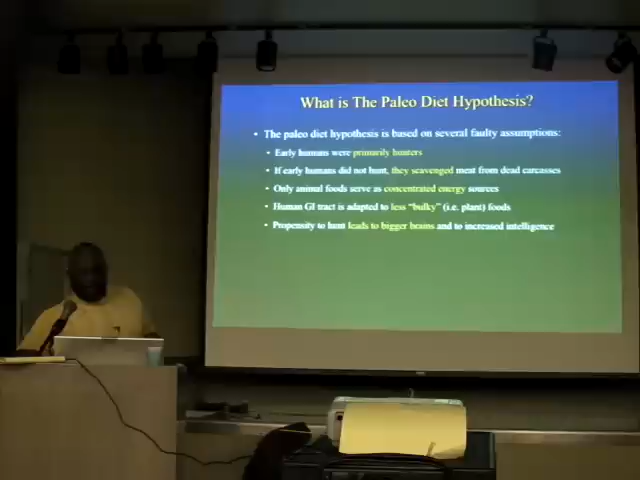 What is The Paleo Diet Hypothesis?
• The paleo diet hypothesis is based on several faulty assumptions:
• Early humans were primarily hunters
• If early humans did not hunt, they scavenged meat from dead carcasses
• Only animal foods serve as concentrated energy sources
• Human GI tract is adapted to less "bulky" (i.e. plant) foods
• Propensity to hunt leads to bigger brains and to increased intelligence